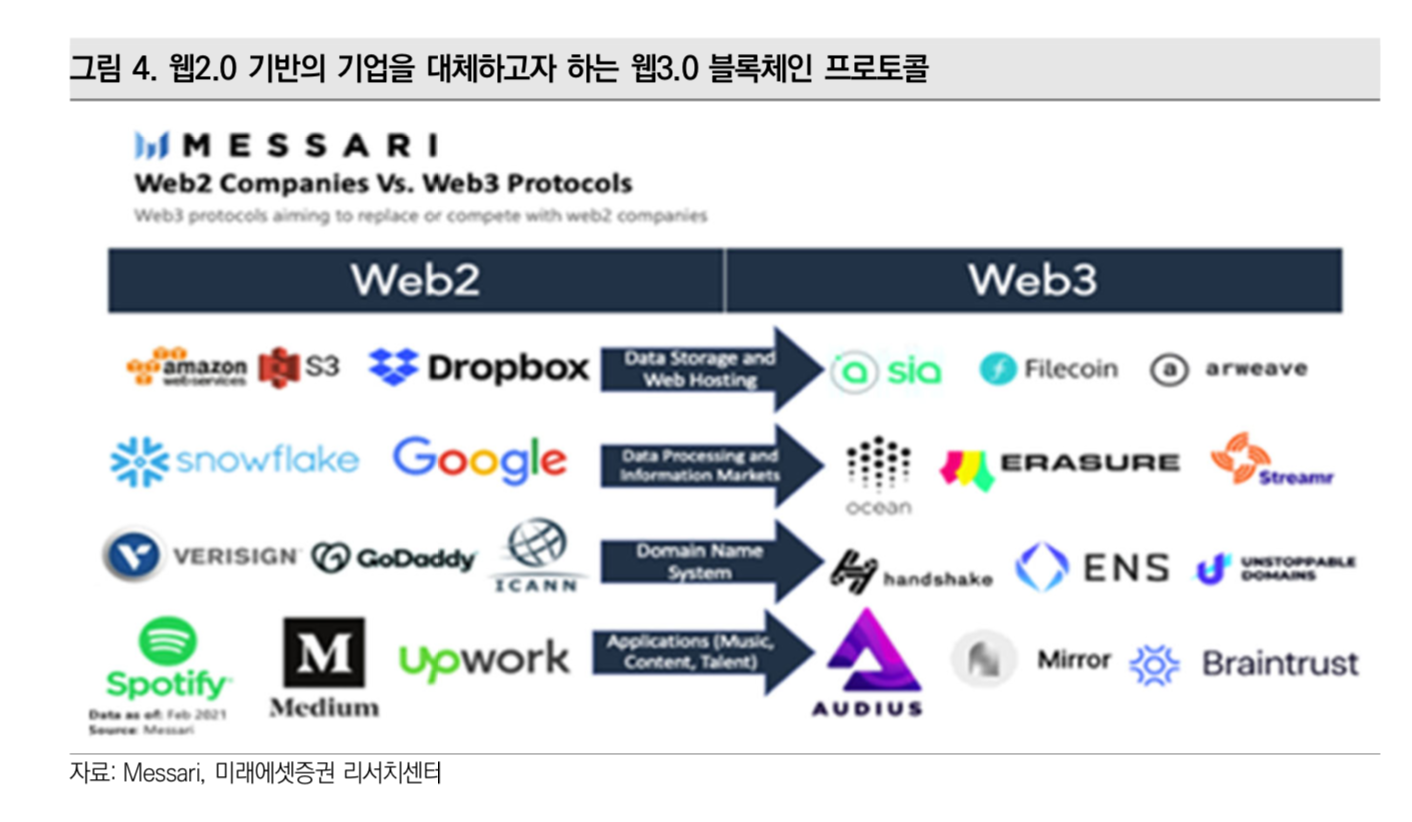 그림 4. 웹2.0 기반의 기업을 대체하고자 하는 웹3.0 블록체인 프로토콜
MESSARI
Web2 Companies Vs. Web3 Protocols
Web3 protocols aiming to replace or compete with web2 companies
Web2 Web3
amazon webservices S3 Dropbox Data Storage and Web Hosting sia Filecoin arweave
snowflake Google Data Processing and Information Markets ocean ERASURE Streamr
VERISIGN GoDaddy ICANN Domain Name System handshake ENS UNSTOPPABLE DOMAINS
Spotify Medium upwork Applications (Music, Content, Talent) AUDIUS Mirror Braintrust
Data as of: Feb 2021
Source: Messari
자료: Messari, 미래에셋증권 리서치센터